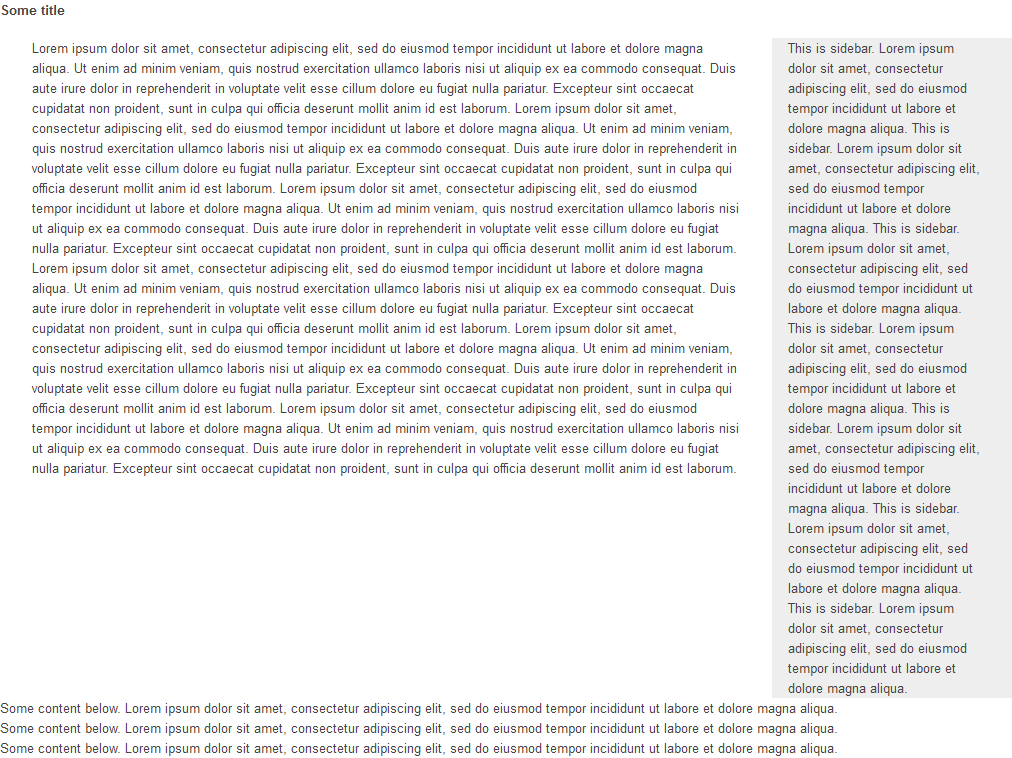 Some title
Lorem ipsum dolor sit amet, consectetur adipiscing elit, sed do eiusmod tempor incididunt ut labore et dolore magna
aliqua. Ut enim ad minim veniam, quis nostrud exercitation ullamco laboris nisi ut aliquip ex ea commodo consequat. Duis
aute irure dolor in reprehenderit in voluptate velit esse cillum dolore eu fugiat nulla pariatur. Excepteur sint occaecat
cupidatat non proident, sunt in culpa qui officia deserunt mollit anim id est laborum. Lorem ipsum dolor sit amet,
consectetur adipiscing elit, sed do eiusmod tempor incididunt ut labore et dolore magna aliqua. Ut enim ad minim veniam,
quis nostrud exercitation ullamco laboris nisi ut aliquip ex ea commodo consequat. Duis aute irure dolor in reprehenderit in
voluptate velit esse cillum dolore eu fugiat nulla pariatur. Excepteur sint occaecat cupidatat non proident, sunt in culpa qui
officia deserunt mollit anim id est laborum. Lorem ipsum dolor sit amet, consectetur adipiscing elit, sed do eiusmod
tempor incididunt ut labore et dolore magna aliqua. Ut enim ad minim veniam, quis nostrud exercitation ullamco laboris nisi
ut aliquip ex ea commodo consequat. Duis aute irure dolor in reprehenderit in voluptate velit esse cillum dolore eu fugiat
nulla pariatur. Excepteur sint occaecat cupidatat non proident, sunt in culpa qui officia deserunt mollit anim id est laborum.
Lorem ipsum dolor sit amet, consectetur adipiscing elit, sed do eiusmod tempor incididunt ut labore et dolore magna
aliqua. Ut enim ad minim veniam, quis nostrud exercitation ullamco laboris nisi ut aliquip ex ea commodo consequat. Duis
aute irure dolor in reprehenderit in voluptate velit esse cillum dolore eu fugiat nulla pariatur. Excepteur sint occaecat
cupidatat non proident, sunt in culpa qui officia deserunt mollit anim id est laborum. Lorem ipsum dolor sit amet,
consectetur adipiscing elit, sed do eiusmod tempor incididunt ut labore et dolore magna aliqua. Ut enim ad minim veniam,
quis nostrud exercitation ullamco laboris nisi ut aliquip ex ea commodo consequat. Duis aute irure dolor in reprehenderit in
voluptate velit esse cillum dolore eu fugiat nulla pariatur. Excepteur sint occaecat cupidatat non proident, sunt in culpa qui
officia deserunt mollit anim id est laborum. Lorem ipsum dolor sit amet, consectetur adipiscing elit, sed do eiusmod
tempor incididunt ut labore et dolore magna aliqua. Ut enim ad minim veniam, quis nostrud exercitation ullamco laboris nisi
ut aliquip ex ea commodo consequat. Duis aute irure dolor in reprehenderit in voluptate velit esse cillum dolore eu fugiat
nulla pariatur. Excepteur sint occaecat cupidatat non proident, sunt in culpa qui officia deserunt mollit anim id est laborum.
This is sidebar. Lorem ipsum
dolor sit amet, consectetur
adipiscing elit, sed do eiusmod
tempor incididunt ut labore et
dolore magna aliqua. This is
sidebar. Lorem ipsum dolor sit
amet, consectetur adipiscing elit,
sed do eiusmod tempor
incididunt ut labore et dolore
magna aliqua. This is sidebar.
Lorem ipsum dolor sit amet,
consectetur adipiscing elit, sed
do eiusmod tempor incididunt ut
labore et dolore magna aliqua.
This is sidebar. Lorem ipsum
dolor sit amet, consectetur
adipiscing elit, sed do eiusmod
tempor incididunt ut labore et
dolore magna aliqua. This is
sidebar. Lorem ipsum dolor sit
amet, consectetur adipiscing elit,
sed do eiusmod tempor
incididunt ut labore et dolore
magna aliqua. This is sidebar.
Lorem ipsum dolor sit amet,
consectetur adipiscing elit, sed
do eiusmod tempor incididunt ut
labore et dolore magna aliqua.
This is sidebar. Lorem ipsum
dolor sit amet, consectetur
adipiscing elit, sed do eiusmod
tempor incididunt ut labore et
dolore magna aliqua.
Some content below. Lorem ipsum dolor sit amet, consectetur adipiscing elit, sed do eiusmod tempor incididunt ut labore et dolore magna aliqua.
Some content below. Lorem ipsum dolor sit amet, consectetur adipiscing elit, sed do eiusmod tempor incididunt ut labore et dolore magna aliqua.
Some content below. Lorem ipsum dolor sit amet, consectetur adipiscing elit, sed do eiusmod tempor incididunt ut labore et dolore magna aliqua.